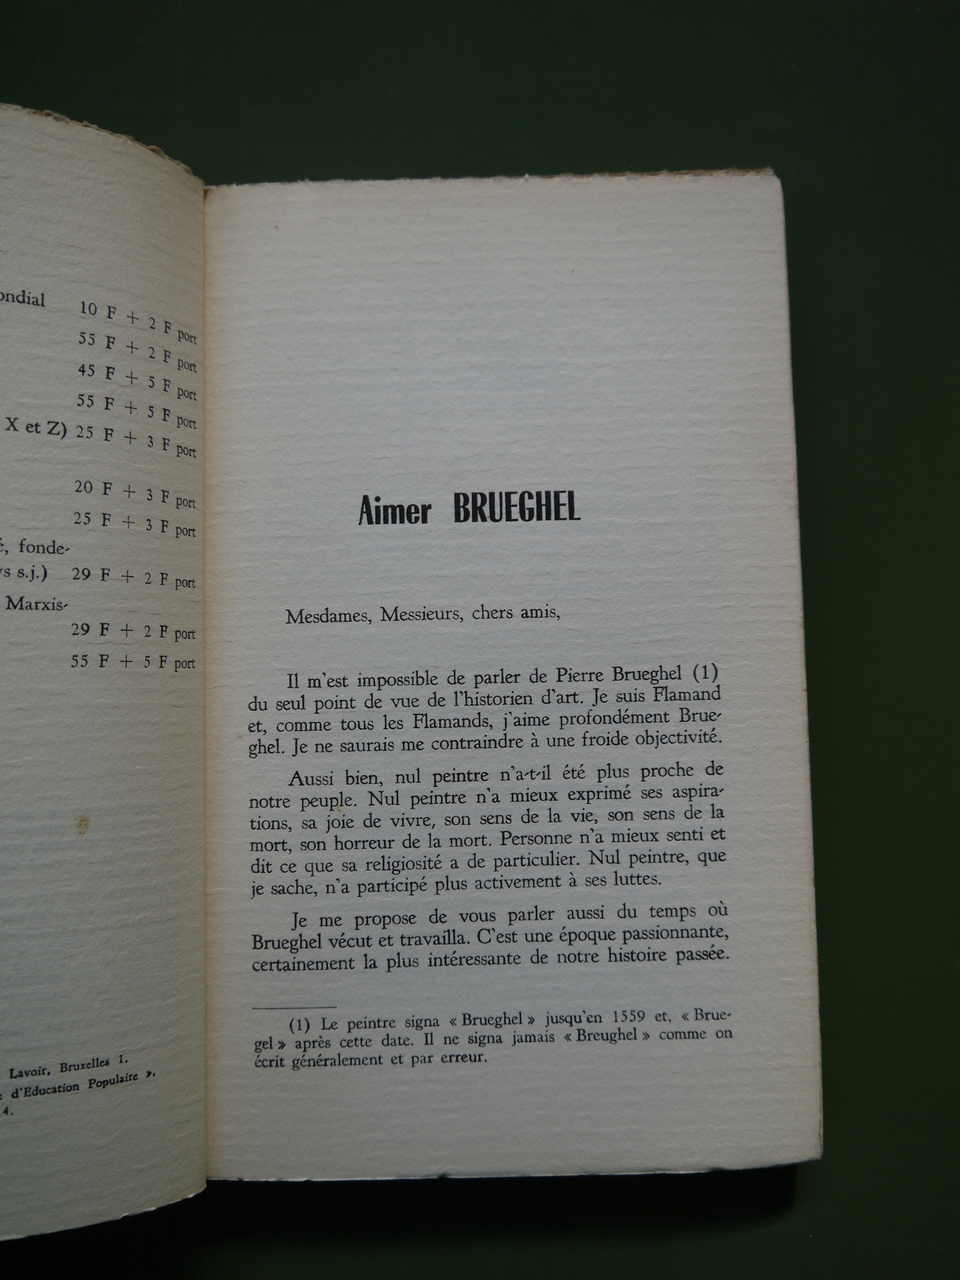 ondial
10 F + 2 F port
55 F + 2 F port
45 F + 5 F port
55 F + 5 F port
X et Z) 25 F + 3 F port
20 F + 3 F port
25 F + 3 F port
, fonde-
s.j.) 29 F + 2 F port
Marxis-
29 F + 2 F port
55 F + 5 F port
Lavoir, Bruxelles 1.
d'Education Populaire »,
4.
Aimer BRUEGHEL
Mesdames, Messieurs, chers amis,
Il m'est impossible de parler de Pierre Brueghel (1)
du seul point de vue de l'historien d'art. Je suis Flamand
et, comme tous les Flamands, j'aime profondément Brue-
ghel. Je ne saurais me contraindre à une froide objectivité.
Aussi bien, nul peintre n'a-t-il été plus proche de
notre peuple. Nul peintre n'a mieux exprimé ses aspira-
tions, sa joie de vivre, son sens de la vie, son sens de la
mort, son horreur de la mort. Personne n'a mieux senti et
dit ce que sa religiosité a de particulier. Nul peintre, que
je sache, n'a participé plus activement à ses luttes.
Je me propose de vous parler aussi du temps où
Brueghel vécut et travailla. C'est une époque passionnante,
certainement la plus intéressante de notre histoire passée.
(1) Le peintre signa « Brueghel » jusqu'en 1559 et, « Brue-
gel » après cette date. Il ne signa jamais « Breughel » comme on
écrit généralement et par erreur.